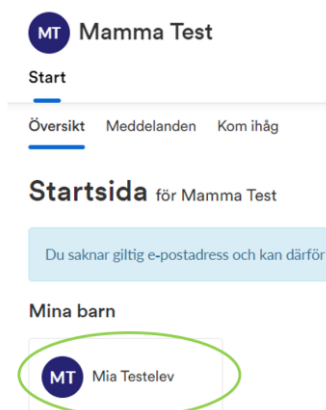 MT Mamma Test
Start
Översikt Meddelanden Kom ihåg
Startsida för Mamma Test
Du saknar giltig e-postadress och kan därför
Mina barn
MT Mia Testelev